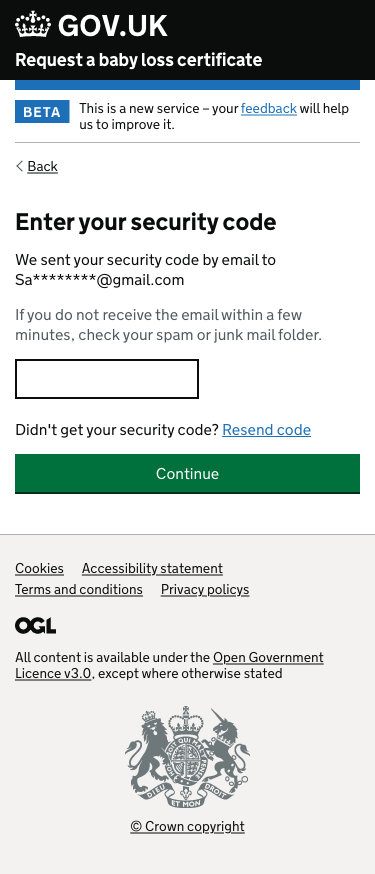 GOV.UK
Request a baby loss certificate
BETA
This is a new service – your feedback will help
us to improve it.
Back
Enter your security code
We sent your security code by email to
Sa********@gmail.com
If you do not receive the email within a few
minutes, check your spam or junk mail folder.
Didn't get your security code? Resend code
Continue
Cookies Accessibility statement
Terms and conditions Privacy policys
OGL
All content is available under the Open Government
Licence v3.0, except where otherwise stated
DIEU ET MON DROIT
© Crown copyright